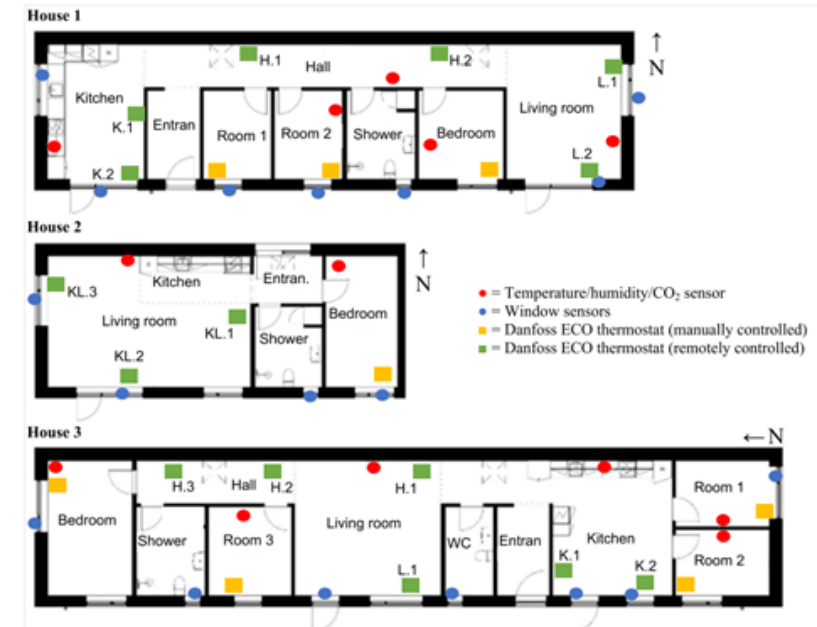 House 1
H.1
Hall
H.2
N
L.1
Kitchen
K.1
Entran
Room 1
Room 2
Shower
Bedroom
Living room
K.2
L.2
House 2
KL.3
Kitchen
Entran.
N
Living room
KL.1
Shower
Bedroom
KL.2
= Temperature/humidity/CO₂ sensor
= Window sensors
= Danfoss ECO thermostat (manually controlled)
= Danfoss ECO thermostat (remotely controlled)
House 3
←N
H.3
Hall
H.2
H.1
Room 1
Bedroom
Shower
Room 3
Living room
WC
Entran
Kitchen
K.1
K.2
Room 2
L.1